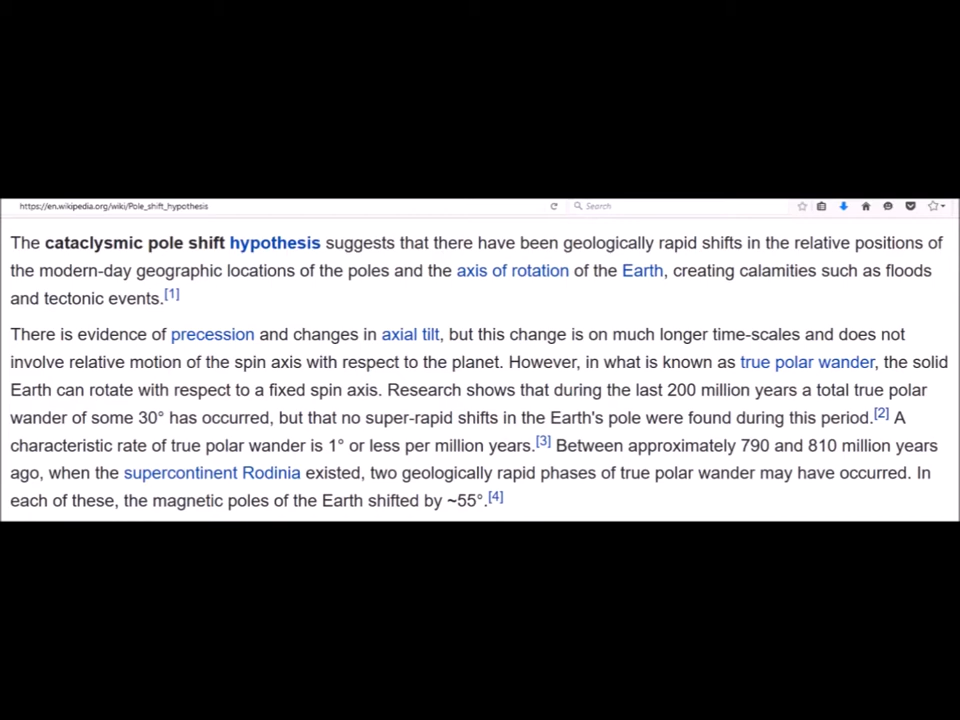 https://en.wikipedia.org/wiki/Pole_shift_hypothesis
Search
The cataclysmic pole shift hypothesis suggests that there have been geologically rapid shifts in the relative positions of
the modern-day geographic locations of the poles and the axis of rotation of the Earth, creating calamities such as floods
and tectonic events.[1]
There is evidence of precession and changes in axial tilt, but this change is on much longer time-scales and does not
involve relative motion of the spin axis with respect to the planet. However, in what is known as true polar wander, the solid
Earth can rotate with respect to a fixed spin axis. Research shows that during the last 200 million years a total true polar
wander of some 30° has occurred, but that no super-rapid shifts in the Earth's pole were found during this period.[2] A
characteristic rate of true polar wander is 1° or less per million years.[3] Between approximately 790 and 810 million years
ago, when the supercontinent Rodinia existed, two geologically rapid phases of true polar wander may have occurred. In
each of these, the magnetic poles of the Earth shifted by ~55°.[4]